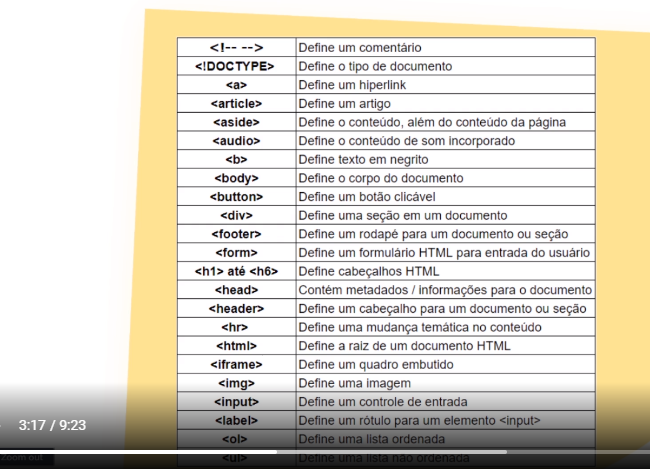 <!-- --> Define um comentário
<!DOCTYPE> Define o tipo de documento
<a> Define um hiperlink
<article> Define um artigo
<aside> Define o conteúdo, além do conteúdo da página
<audio> Define o conteúdo de som incorporado
<b> Define texto em negrito
<body> Define o corpo do documento
<button> Define um botão clicável
<div> Define uma seção em um documento
<footer> Define um rodapé para um documento ou seção
<form> Define um formulário HTML para entrada do usuário
<h1> até <h6> Define cabeçalhos HTML
<head> Contém metadados / informações para o documento
<header> Define um cabeçalho para um documento ou seção
<hr> Define uma mudança temática no conteúdo
<html> Define a raiz de um documento HTML
<iframe> Define um quadro embutido
<img> Define uma imagem
<input> Define um controle de entrada
<label> Define um rótulo para um elemento <input>
<ol> Define uma lista ordenada
<ul> Define uma lista não ordenada
3:17 / 9:23
Zoom out